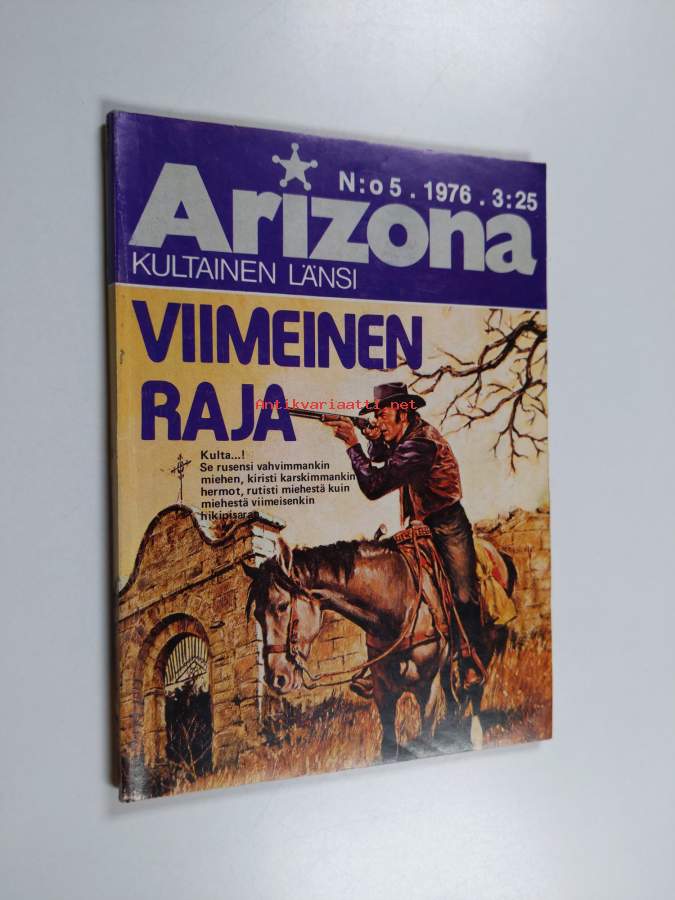 N:o 5 . 1976 . 3:25
Arizona
KULTAINEN LÄNSI
VIIMEINEN
RAJA
Antikvariaatti.net
Kulta...!
Se rusensi vahvimmankin
miehen, kiristi karskimmankin
hermot, rutisti miehestä kuin
miehestä viimeisenkin
hikipisaran